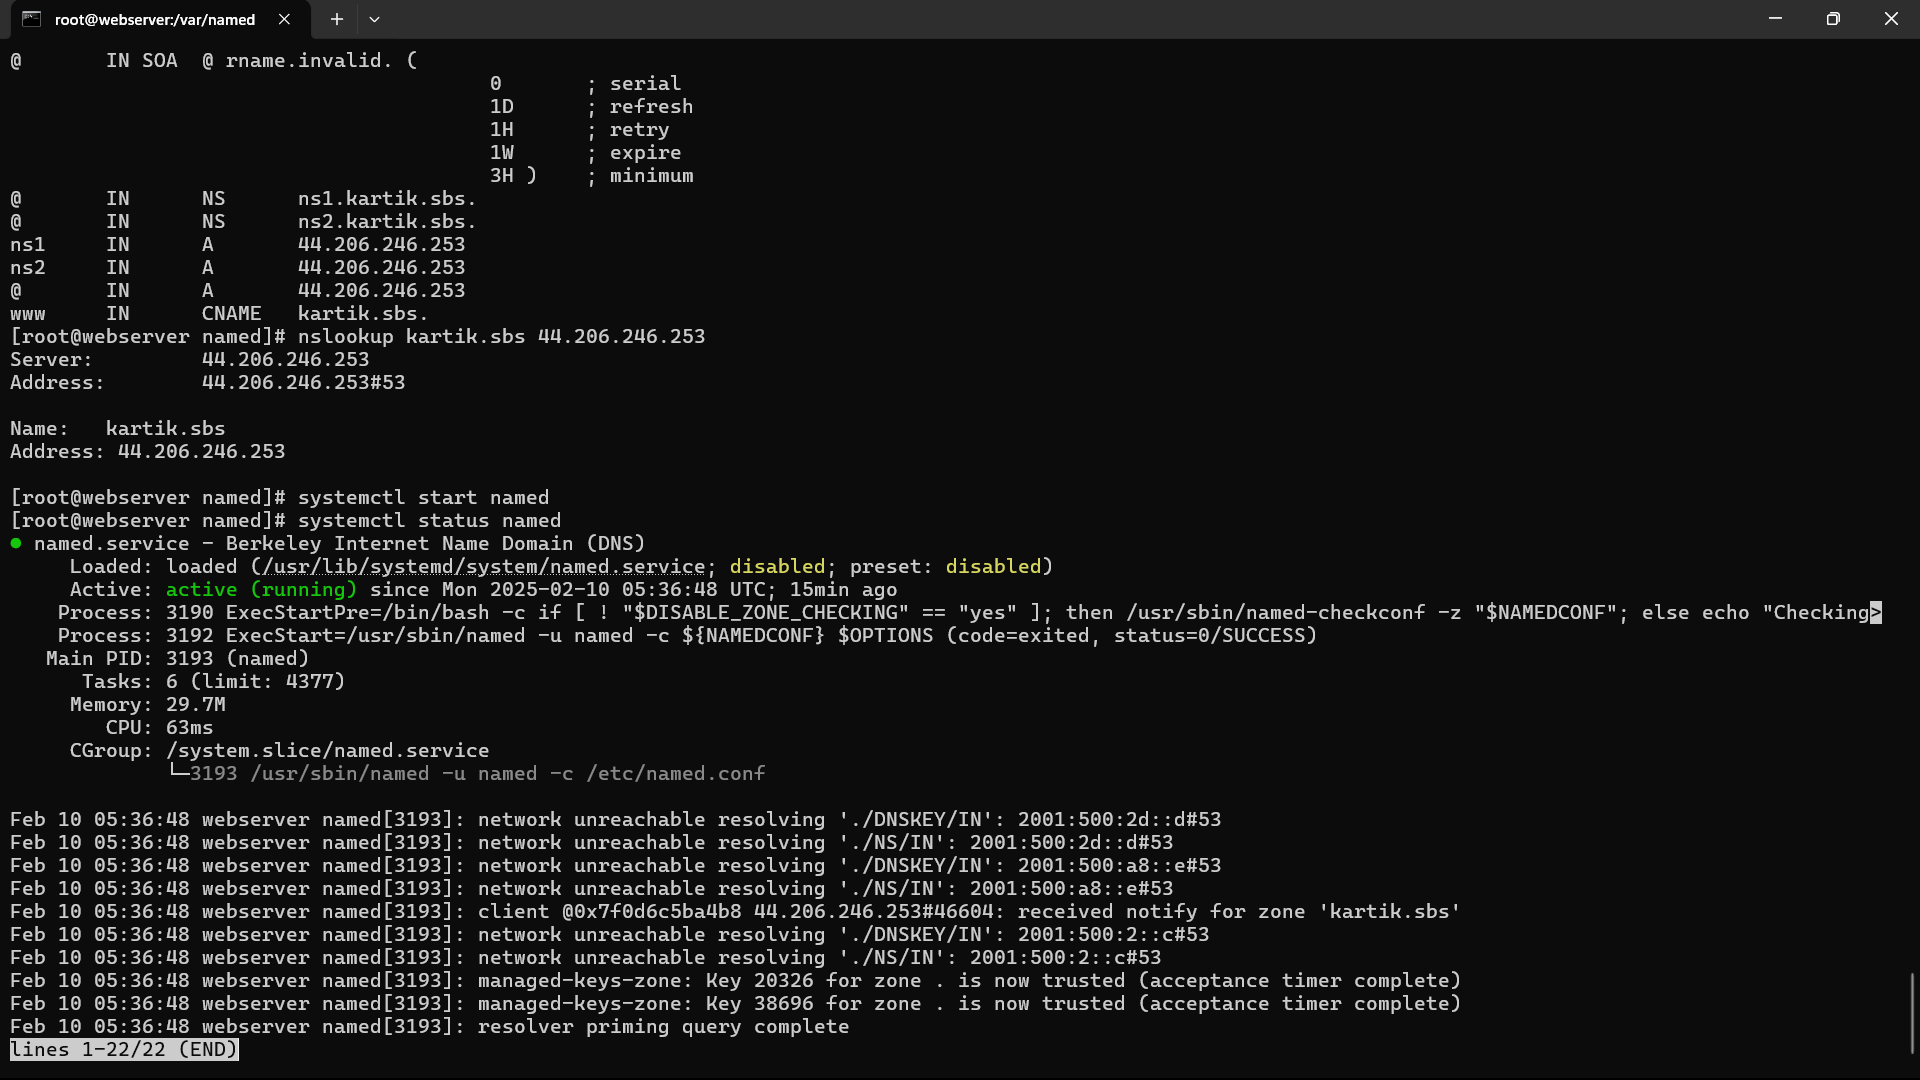 root@webserver:/var/named
@       IN SOA  @ rname.invalid. (
                                        0       ; serial
                                        1D      ; refresh
                                        1H      ; retry
                                        1W      ; expire
                                        3H )    ; minimum
@       IN      NS      ns1.kartik.sbs.
@       IN      NS      ns2.kartik.sbs.
ns1     IN      A       44.206.246.253
ns2     IN      A       44.206.246.253
@       IN      A       44.206.246.253
www     IN      CNAME   kartik.sbs.
[root@webserver named]# nslookup kartik.sbs 44.206.246.253
Server:         44.206.246.253
Address:        44.206.246.253#53

Name:   kartik.sbs
Address: 44.206.246.253

[root@webserver named]# systemctl start named
[root@webserver named]# systemctl status named
● named.service - Berkeley Internet Name Domain (DNS)
     Loaded: loaded (/usr/lib/systemd/system/named.service; disabled; preset: disabled)
     Active: active (running) since Mon 2025-02-10 05:36:48 UTC; 15min ago
    Process: 3190 ExecStartPre=/bin/bash -c if [ ! "$DISABLE_ZONE_CHECKING" == "yes" ]; then /usr/sbin/named-checkconf -z "$NAMEDCONF"; else echo "Checking>
    Process: 3192 ExecStart=/usr/sbin/named -u named -c ${NAMEDCONF} $OPTIONS (code=exited, status=0/SUCCESS)
   Main PID: 3193 (named)
      Tasks: 6 (limit: 4377)
     Memory: 29.7M
        CPU: 63ms
     CGroup: /system.slice/named.service
             └─3193 /usr/sbin/named -u named -c /etc/named.conf

Feb 10 05:36:48 webserver named[3193]: network unreachable resolving './DNSKEY/IN': 2001:500:2d::d#53
Feb 10 05:36:48 webserver named[3193]: network unreachable resolving './NS/IN': 2001:500:2d::d#53
Feb 10 05:36:48 webserver named[3193]: network unreachable resolving './DNSKEY/IN': 2001:500:a8::e#53
Feb 10 05:36:48 webserver named[3193]: network unreachable resolving './NS/IN': 2001:500:a8::e#53
Feb 10 05:36:48 webserver named[3193]: client @0x7f0d6c5ba4b8 44.206.246.253#46604: received notify for zone 'kartik.sbs'
Feb 10 05:36:48 webserver named[3193]: network unreachable resolving './DNSKEY/IN': 2001:500:2::c#53
Feb 10 05:36:48 webserver named[3193]: network unreachable resolving './NS/IN': 2001:500:2::c#53
Feb 10 05:36:48 webserver named[3193]: managed-keys-zone: Key 20326 for zone . is now trusted (acceptance timer complete)
Feb 10 05:36:48 webserver named[3193]: managed-keys-zone: Key 38696 for zone . is now trusted (acceptance timer complete)
Feb 10 05:36:48 webserver named[3193]: resolver priming query complete
lines 1-22/22 (END)